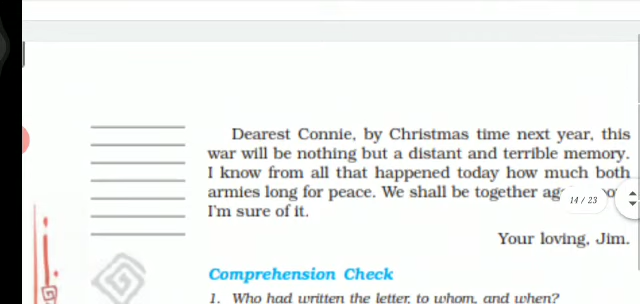 Dearest Connie, by Christmas time next year, this
war will be nothing but a distant and terrible memory.
I know from all that happened today how much both
armies long for peace. We shall be together
14 / 23
I'm sure of it.
Your loving, Jim.
Comprehension Check
1. Who had written the letter, to whom, and when?